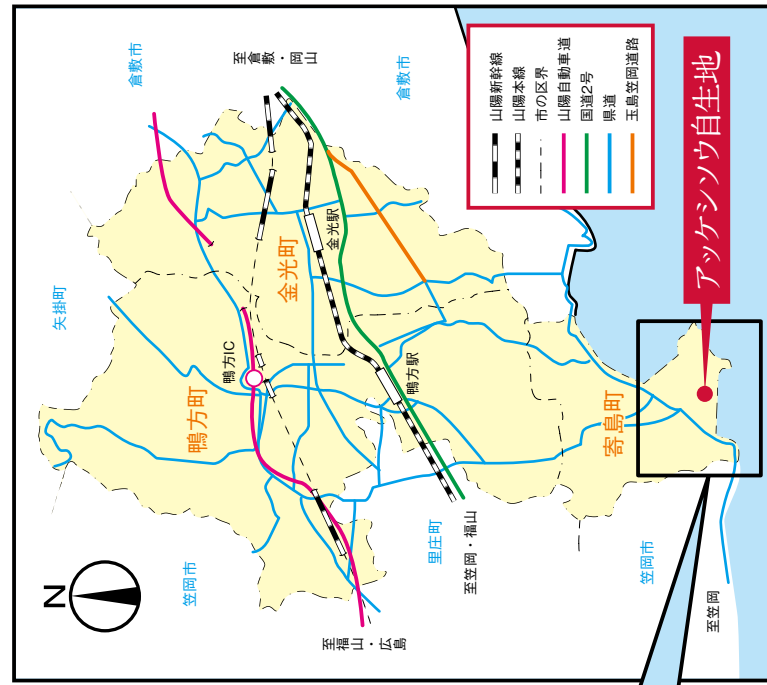 N
矢掛町
倉敷市
至倉敷・岡山
倉敷市
鴨方町
鴨方IC
金光町
金光駅
鴨方駅
寄島町
笠岡市
里庄町
至笠岡・福山
至福山・広島
笠岡市
至笠岡
山陽新幹線
山陽本線
市の区界
山陽自動車道
国道2号
県道
玉島笠岡道路
アッケシソウ自生地